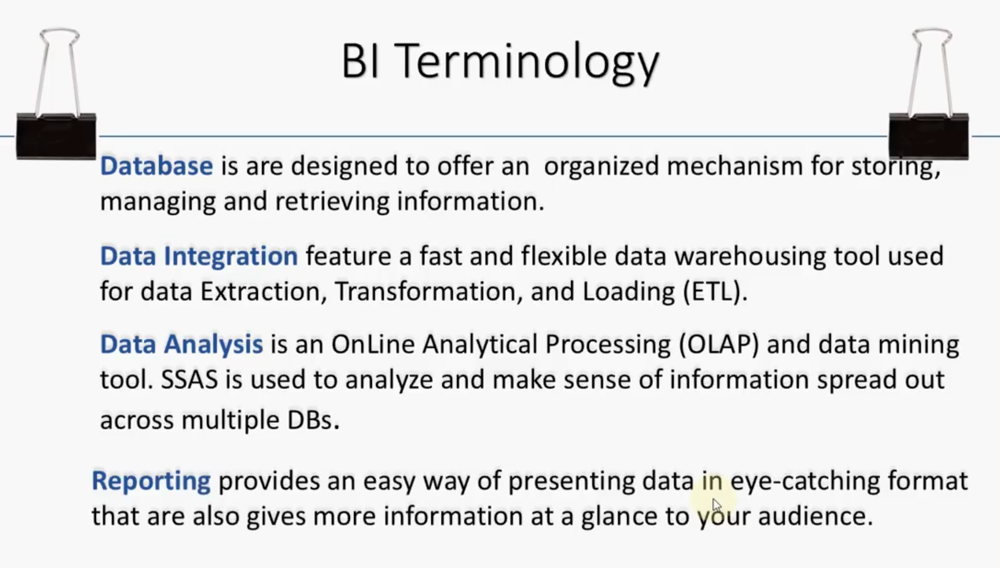 BI Terminology
Database is are designed to offer an organized mechanism for storing,
managing and retrieving information.
Data Integration feature a fast and flexible data warehousing tool used
for data Extraction, Transformation, and Loading (ETL).
Data Analysis is an OnLine Analytical Processing (OLAP) and data mining
tool. SSAS is used to analyze and make sense of information spread out
across multiple DBs.
Reporting provides an easy way of presenting data in eye-catching format
that are also gives more information at a glance to your audience.